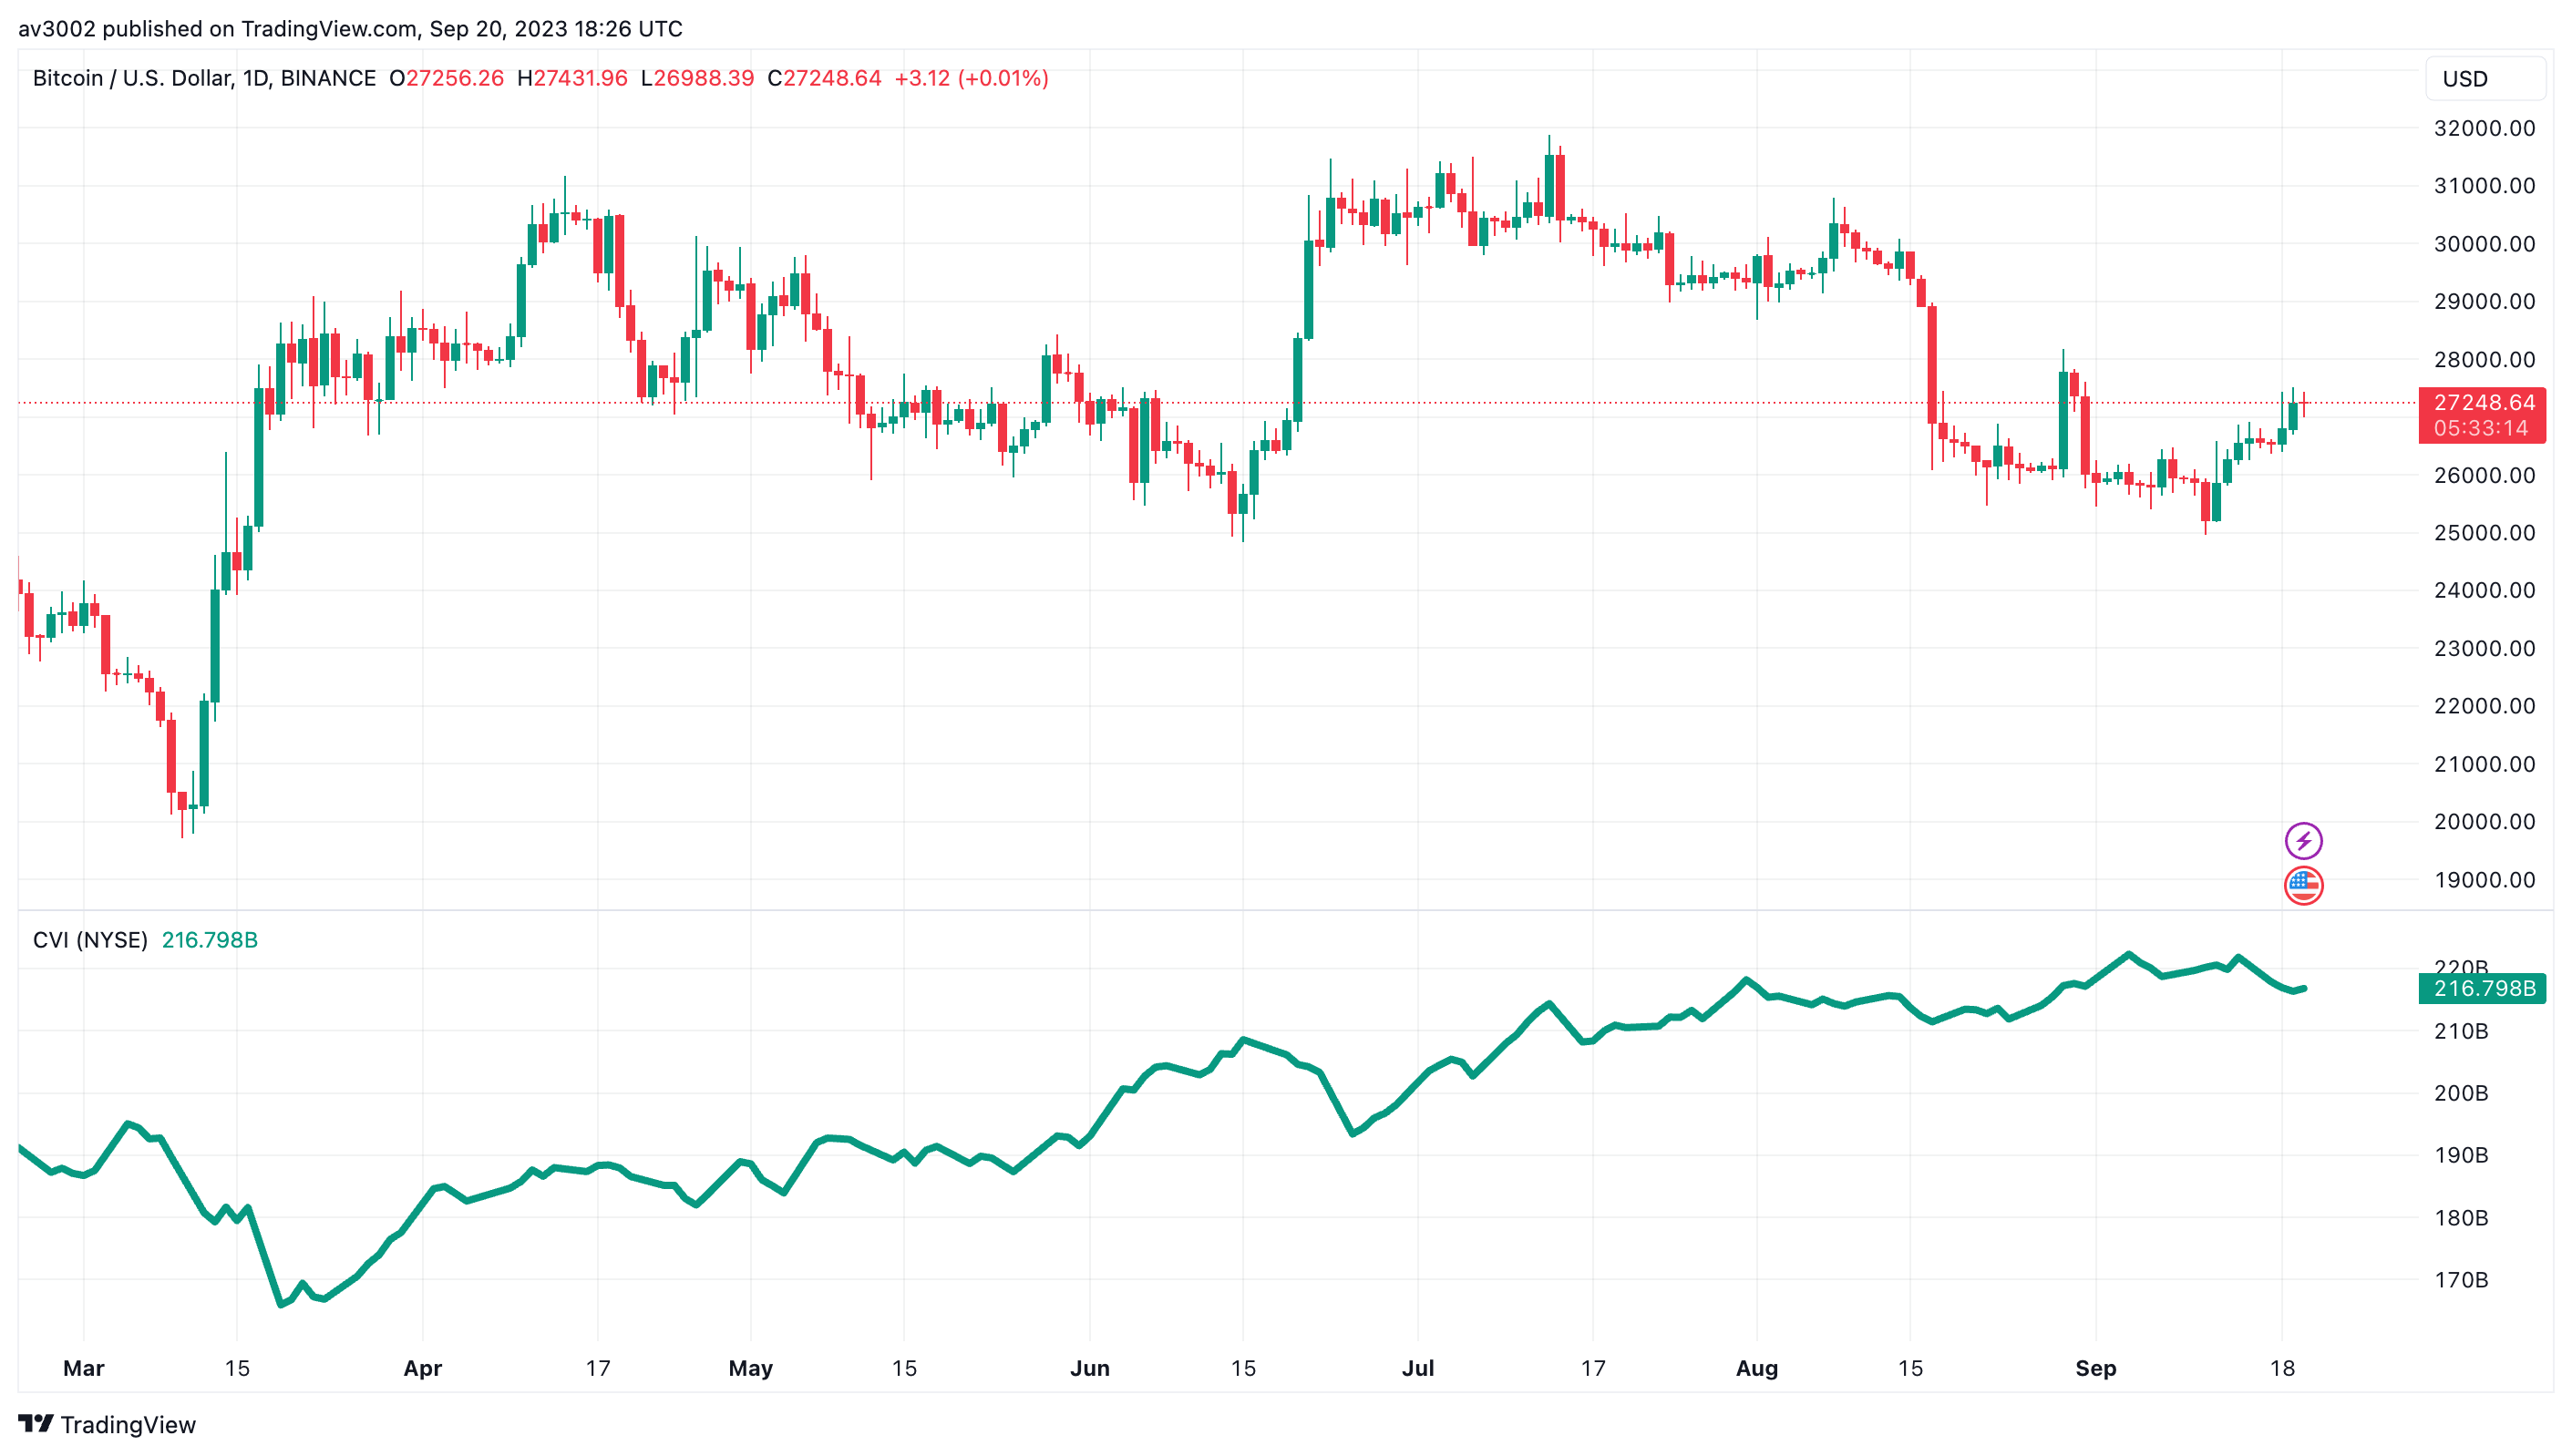 av3002 published on TradingView.com, Sep 20, 2023 18:26 UTC
Bitcoin / U.S. Dollar, 1D, BINANCE O27256.26 H27431.96 L26988.39 C27248.64 +3.12 (+0.01%)
USD
32000.00
31000.00
30000.00
29000.00
28000.00
27248.64
05:33:14
26000.00
25000.00
24000.00
23000.00
22000.00
21000.00
20000.00
19000.00
CVI (NYSE) 216.798B
220B
216.798B
210B
200B
190B
180B
170B
Mar 15 Apr 17 May 15 Jun 15 Jul 17 Aug 15 Sep 18
TradingView